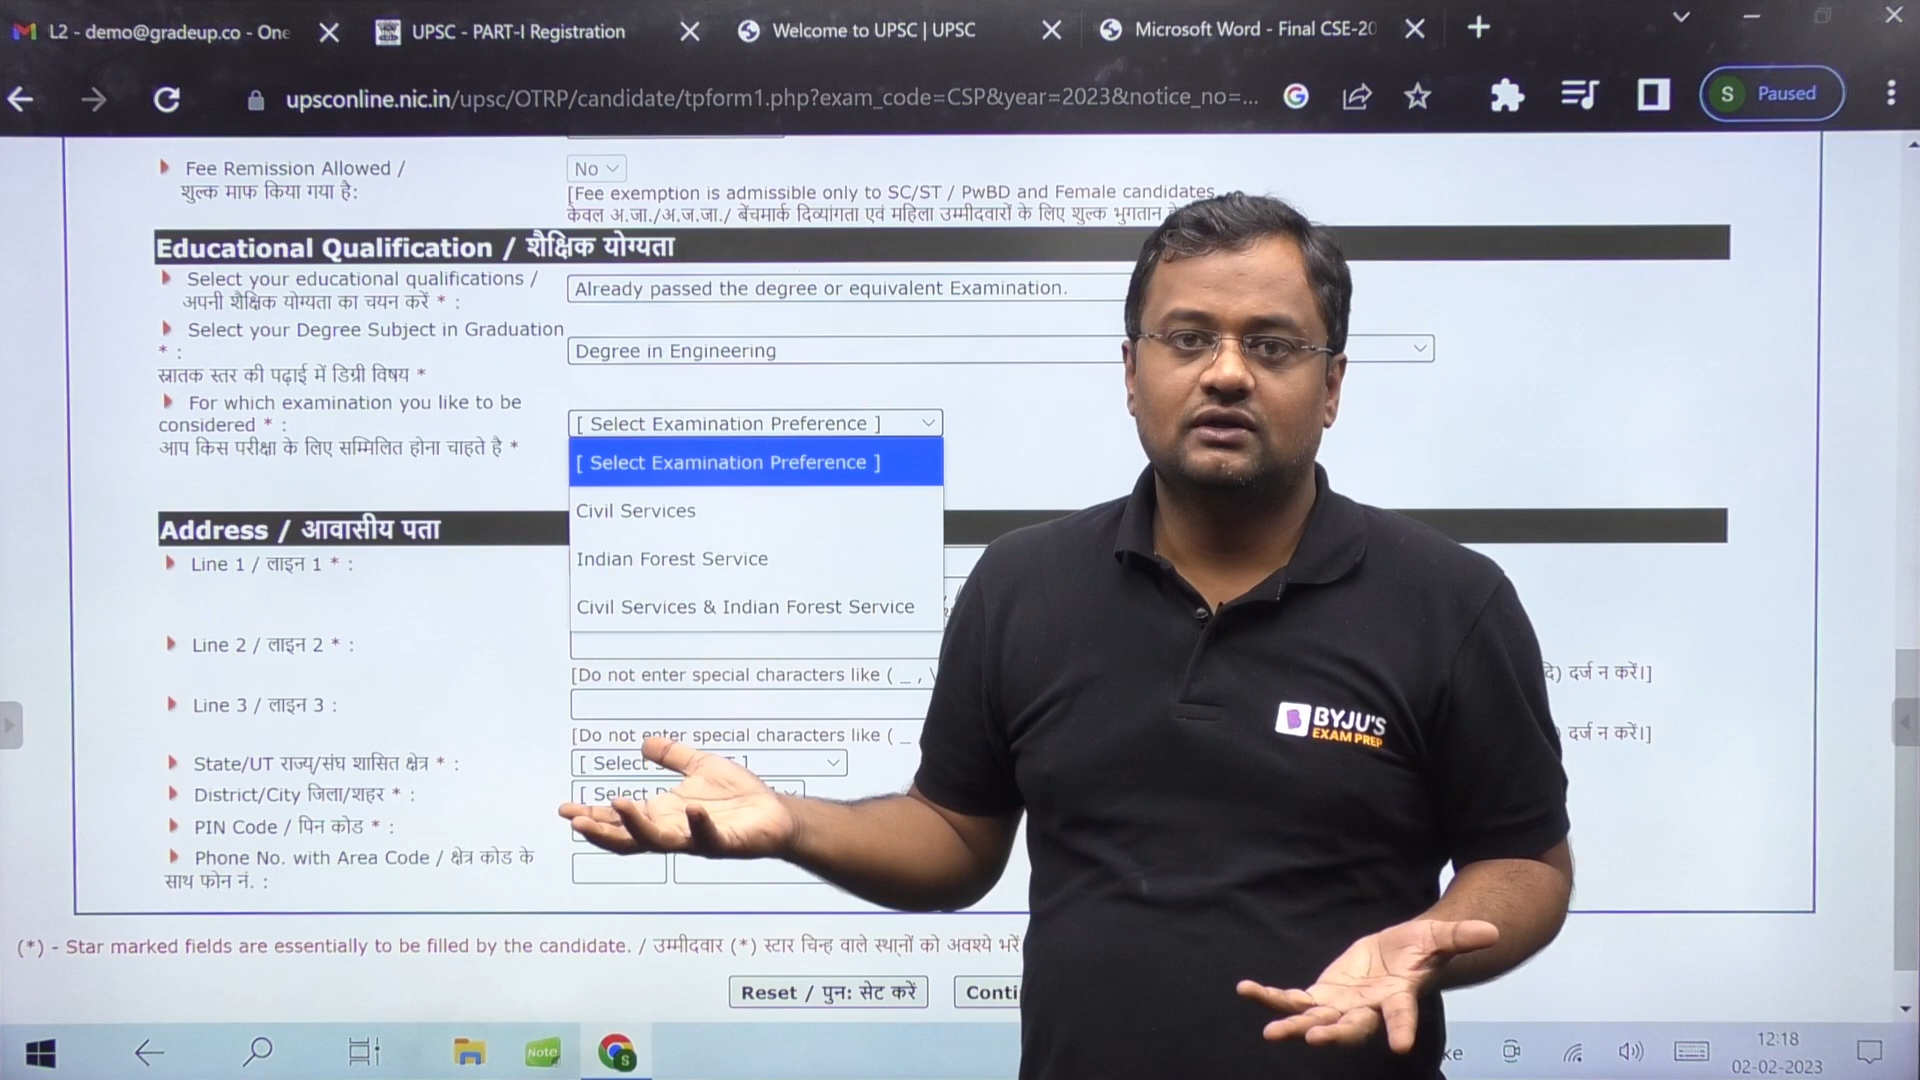 L2 - demo@gradeup.co - One
UPSC - PART-I Registration
Welcome to UPSC | UPSC
Microsoft Word - Final CSE-20
upsconline.nic.in/upsc/OTRP/candidate/tpform1.php?exam_code=CSP&year=2023&notice_no=...
S Paused
Fee Remission Allowed /
शुल्क माफ किया गया है:
No
[Fee exemption is admissible only to SC/ST / PwBD and Female candidates
केवल अ.जा./अ.ज.जा./ बेंचमार्क दिव्यांगता एवं महिला उम्मीदवारों के लिए शुल्क भुगतान
Educational Qualification / शैक्षिक योग्यता
Select your educational qualifications /
अपनी शैक्षिक योग्यता का चयन करें * :
Already passed the degree or equivalent Examination.
Select your Degree Subject in Graduation
* :
स्नातक स्तर की पढ़ाई में डिग्री विषय *
Degree in Engineering
For which examination you like to be
considered * :
आप किस परीक्षा के लिए सम्मिलित होना चाहते है *
[ Select Examination Preference ]
[ Select Examination Preference ]
Civil Services
Indian Forest Service
Civil Services & Indian Forest Service
Address / आवासीय पता
Line 1 / लाइन 1 * :
Line 2 / लाइन 2 * :
[Do not enter special characters like ( _ , \
दर्ज न करें।]
Line 3 / लाइन 3 :
[Do not enter special characters like ( _
दर्ज न करें।]
State/UT राज्य/संघ शासित क्षेत्र * :
[ Select
District/City जिला/शहर * :
[ Select
PIN Code / पिन कोड * :
Phone No. with Area Code / क्षेत्र कोड के
साथ फोन नं. :
(*) - Star marked fields are essentially to be filled by the candidate. / उम्मीदवार (*) स्टार चिन्ह वाले स्थानों को अवश्ये भरें
Reset / पुन: सेट करें
Conti
BYJU'S
EXAM PREP
Note
S
12:18
02-02-2023